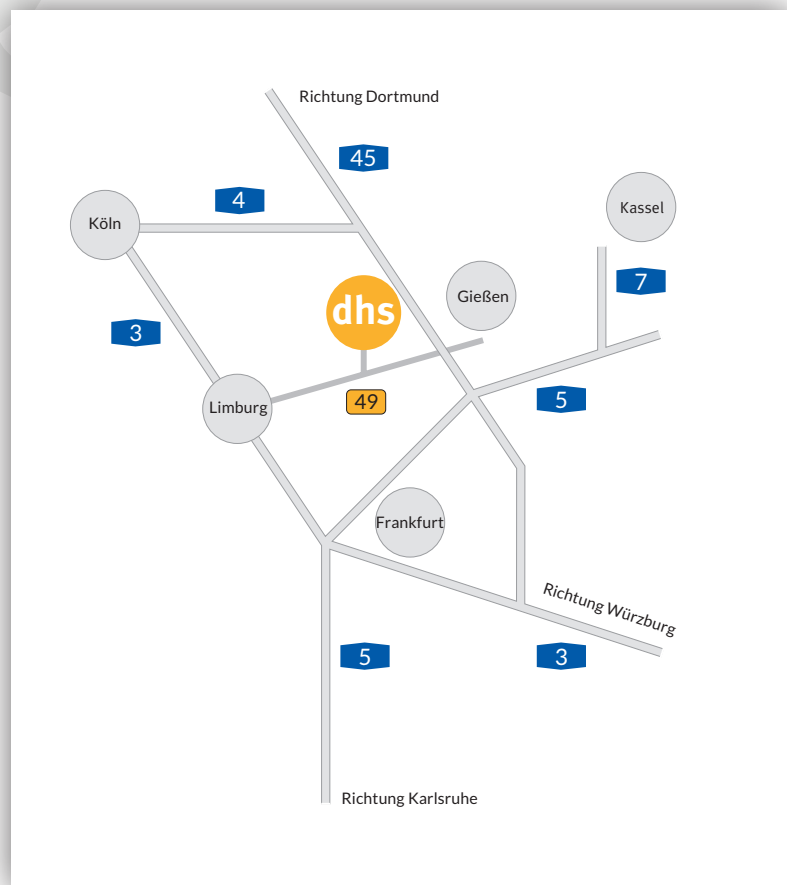 Richtung Dortmund
45
4
Kassel
Köln
7
Gießen
dhs
3
5
49
Limburg
Frankfurt
Richtung Würzburg
5
3
Richtung Karlsruhe